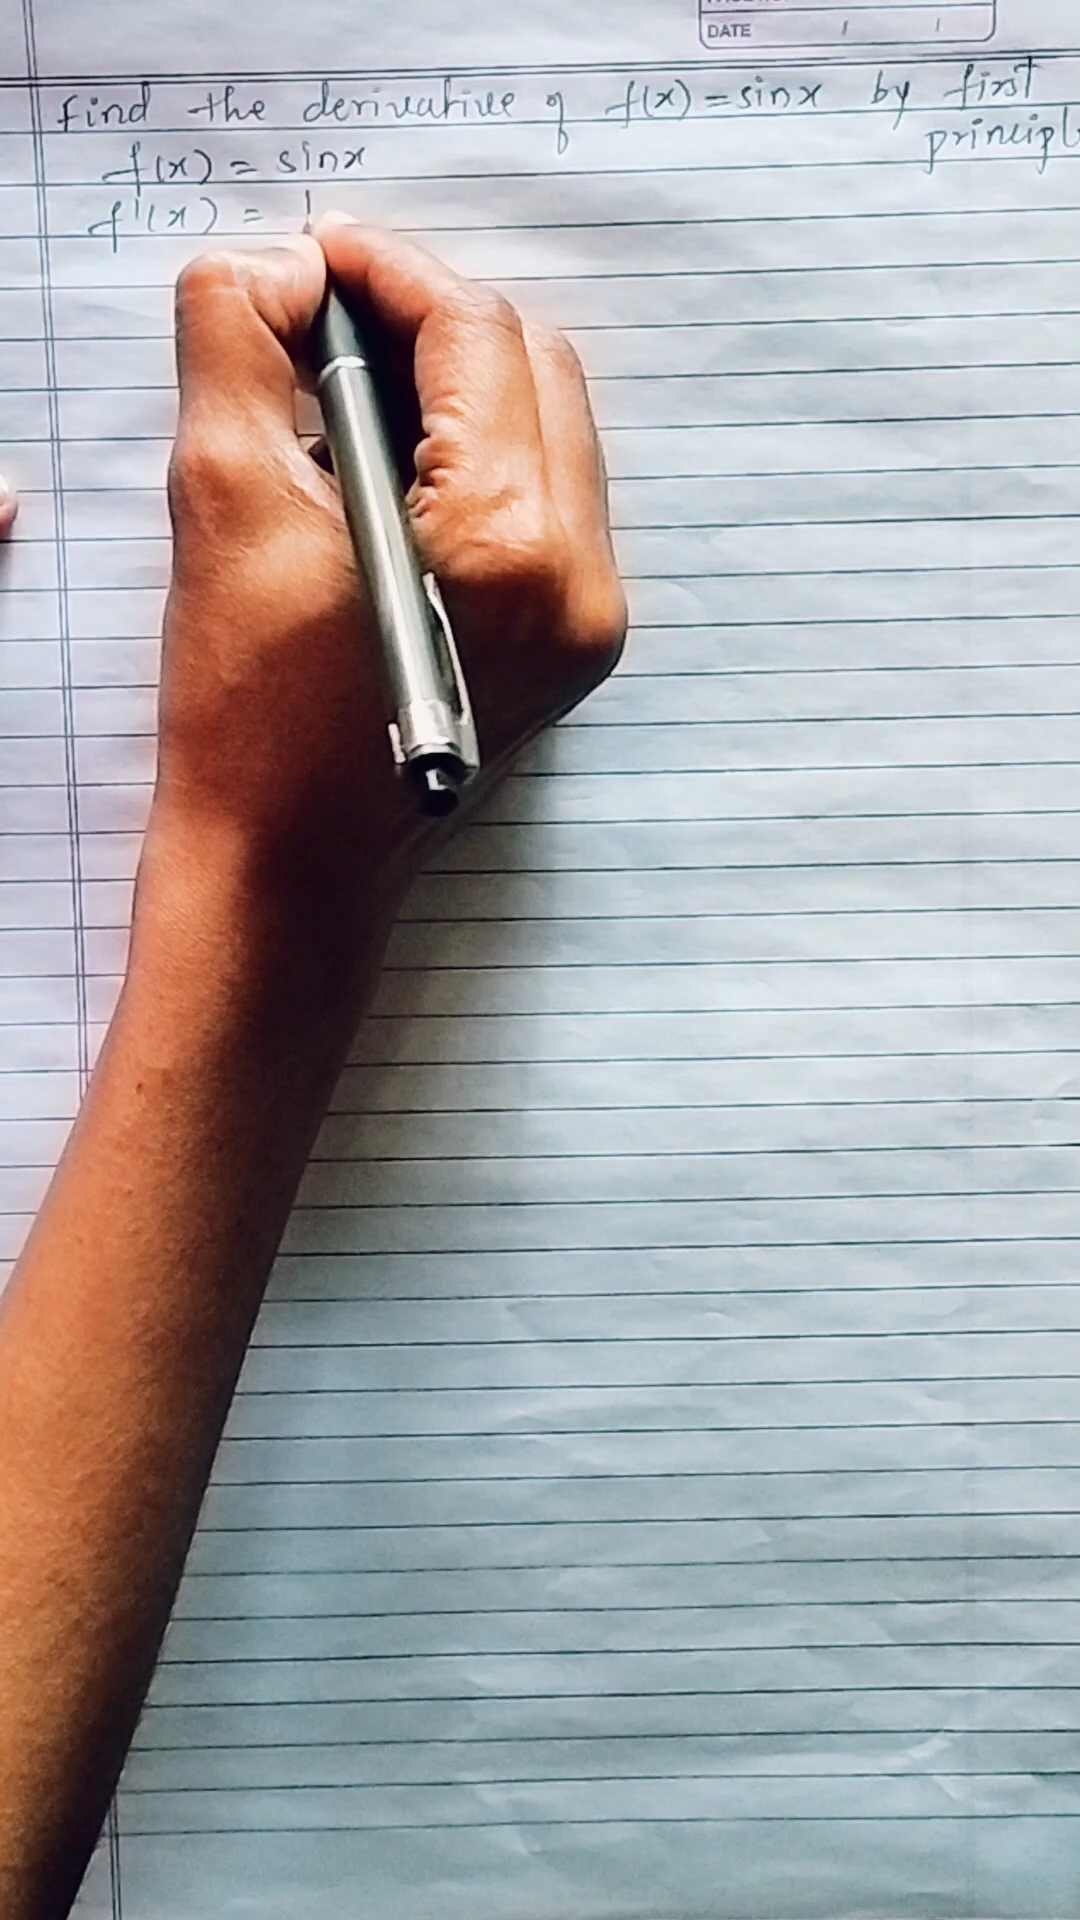 DATE / /
Find the derivative of f(x) = sinx by first
principl
f(x) = sinx
f'(x) = l